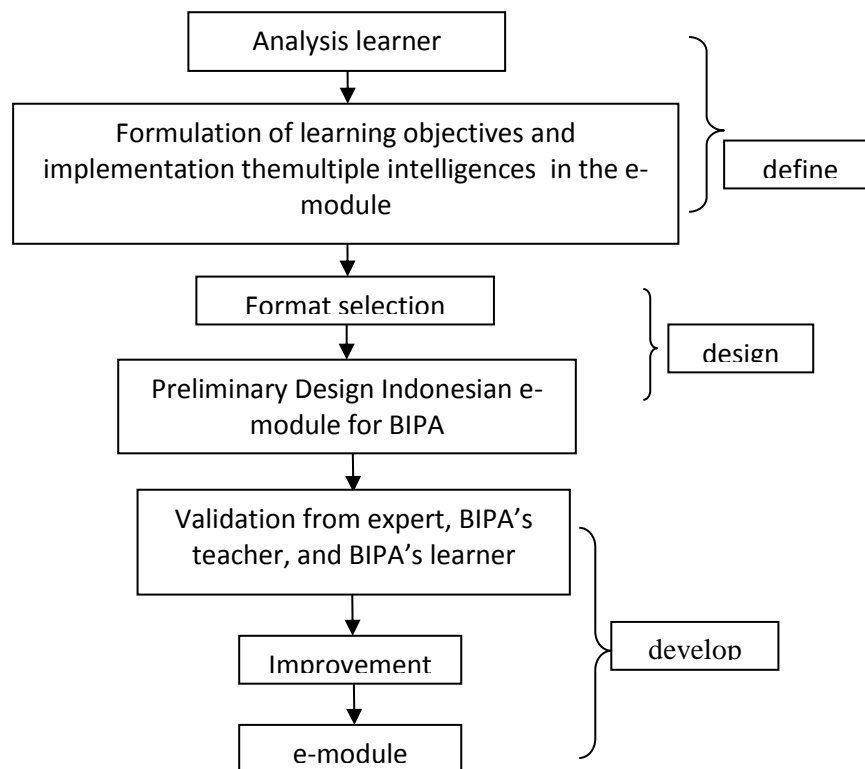 Analysis learner
Formulation of learning objectives and
implementation themultiple intelligences in the e-
module
define
Format selection
design
Preliminary Design Indonesian e-
module for BIPA
Validation from expert, BIPA’s
teacher, and BIPA’s learner
develop
Improvement
e-module